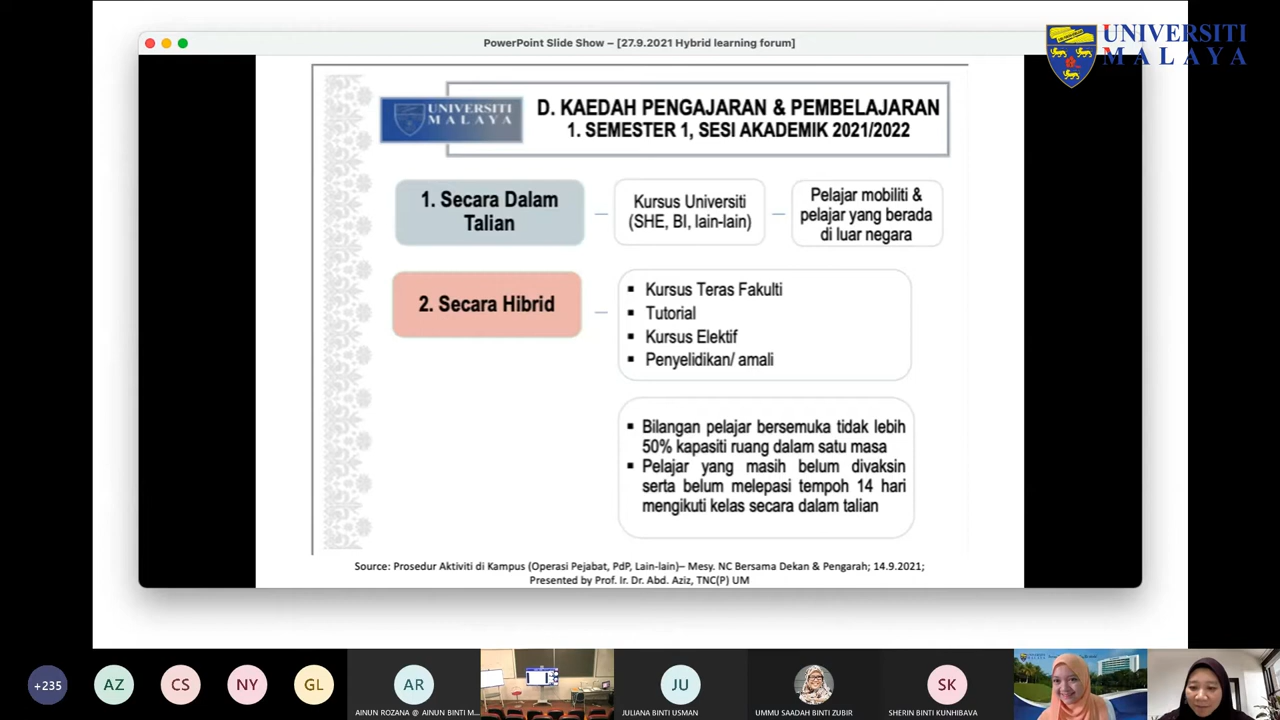 UNIVERSITI
MALAYA
PowerPoint Slide Show – [27.9.2021 Hybrid learning forum]
UNIVERSITI
MALAYA
D. KAEDAH PENGAJARAN & PEMBELAJARAN
1. SEMESTER 1, SESI AKADEMIK 2021/2022
1. Secara Dalam
Talian
Kursus Universiti
(SHE, BI, lain-lain)
Pelajar mobiliti &
pelajar yang berada
di luar negara
2. Secara Hibrid
▪ Kursus Teras Fakulti
▪ Tutorial
▪ Kursus Elektif
▪ Penyelidikan/ amali
▪ Bilangan pelajar bersemuka tidak lebih
50% kapasiti ruang dalam satu masa
▪ Pelajar yang masih belum divaksin
serta belum melepasi tempoh 14 hari
mengikuti kelas secara dalam talian
Source: Prosedur Aktiviti di Kampus (Operasi Pejabat, PdP, Lain-lain)– Mesy. NC Bersama Dekan & Pengarah; 14.9.2021;
Presented by Prof. Ir. Dr. Abd. Aziz, TNC(P) UM
+235
AZ
CS
NY
GL
AR
AINUN ROZANA @ AINUN BINTI M...
JU
JULIANA BINTI USMAN
UMMU SAADAH BINTI ZUBIR
SK
SHERIN BINTI KUNHIBAVA